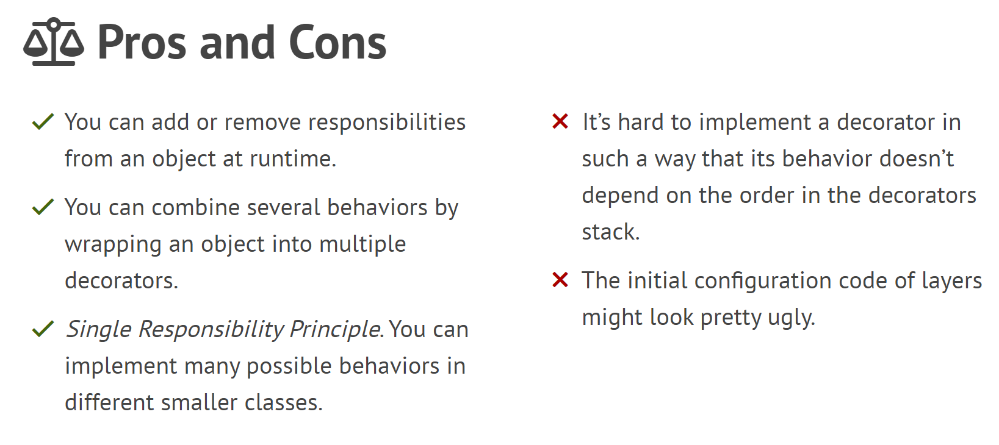 Pros and Cons
You can add or remove responsibilities
from an object at runtime.
You can combine several behaviors by
wrapping an object into multiple
decorators.
Single Responsibility Principle. You can
implement many possible behaviors in
different smaller classes.
It’s hard to implement a decorator in
such a way that its behavior doesn’t
depend on the order in the decorators
stack.
The initial configuration code of layers
might look pretty ugly.